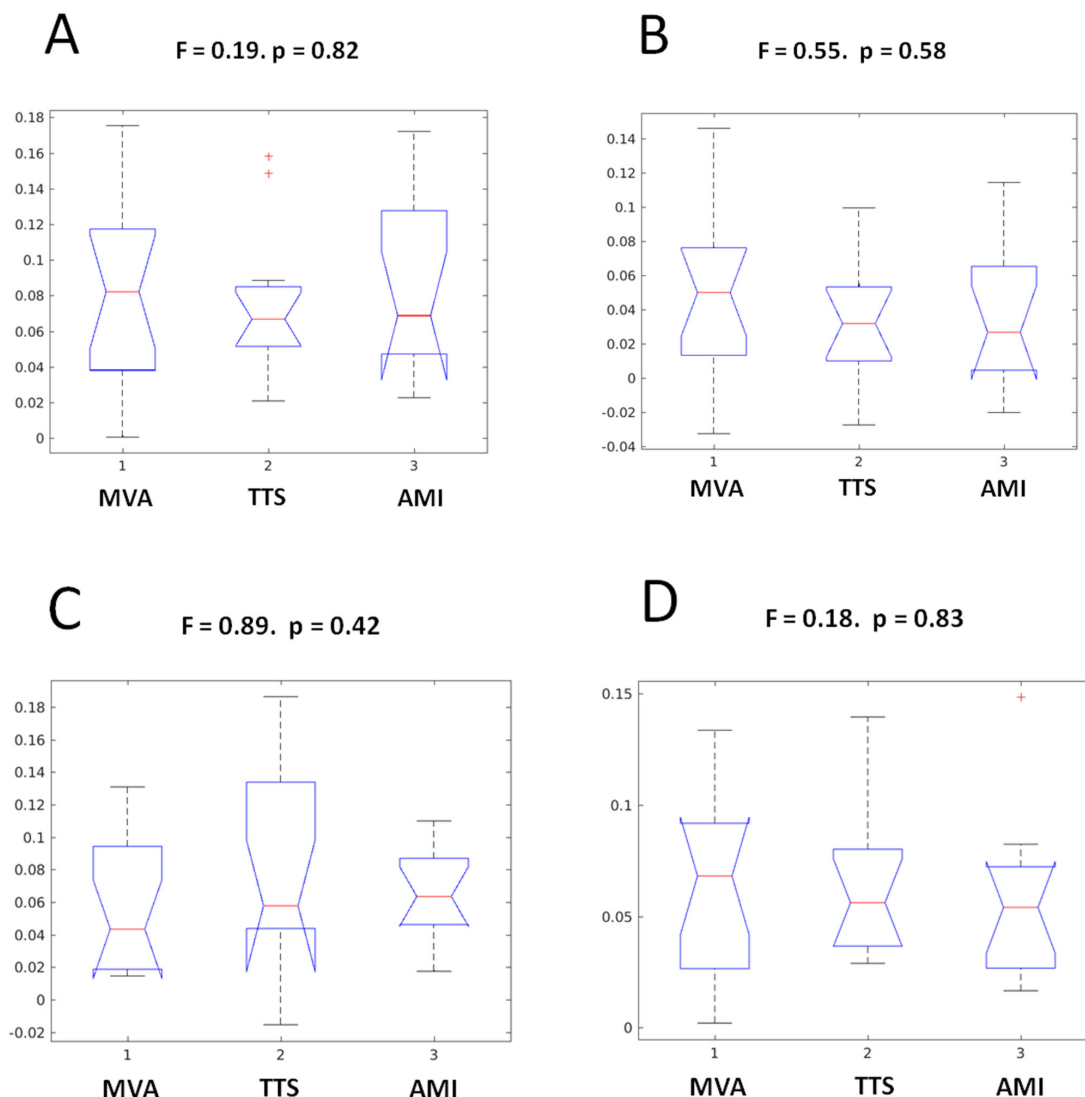 A
F = 0.19. p = 0.82
0.18
0.16
0.14
0.12
0.1
0.08
0.06
0.04
0.02
0
1 2 3
MVA TTS AMI
B
F = 0.55. p = 0.58
0.14
0.12
0.1
0.08
0.06
0.04
0.02
0
-0.02
-0.04
1 2 3
MVA TTS AMI
C
F = 0.89. p = 0.42
0.18
0.16
0.14
0.12
0.1
0.08
0.06
0.04
0.02
0
-0.02
1 2 3
MVA TTS AMI
D
F = 0.18. p = 0.83
0.15
0.1
0.05
0
1 2 3
MVA TTS AMI